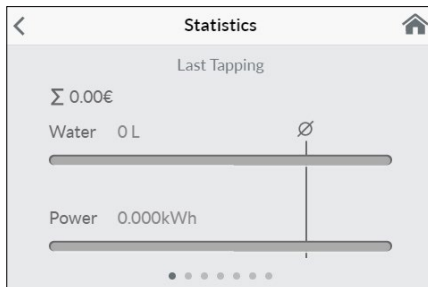 Statistics
Last Tapping
Σ 0.00€
Water 0 L Ø
Power 0.000kWh